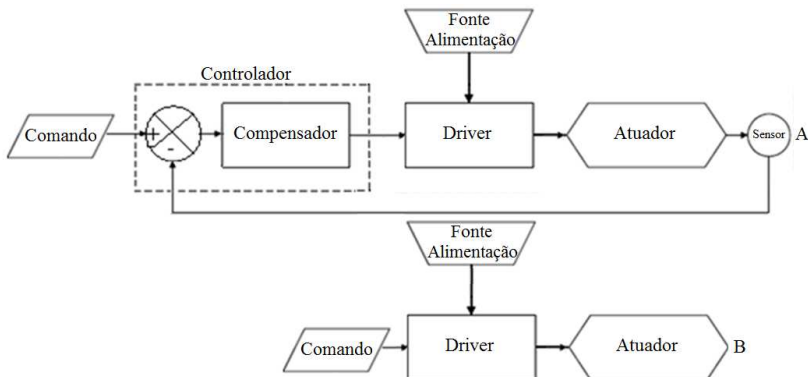 Fonte
Alimentação
Controlador
Comando
+
-
Compensador
Driver
Atuador
Sensor
A
Fonte
Alimentação
Comando
Driver
Atuador
B